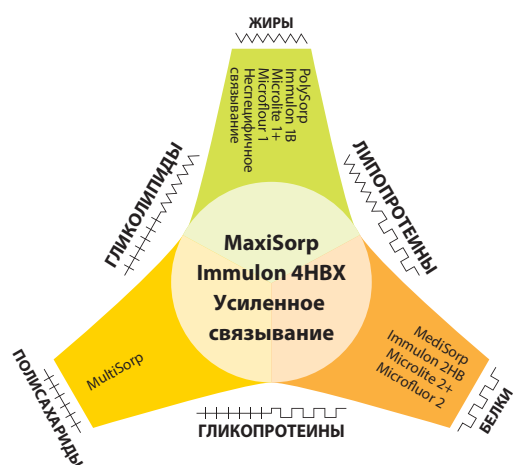 ЖИРЫ
PolySorp
Immulon 1B
Microlite 1+
Microflour 1
Неспецифичное
связывание
ГЛИКОЛИПИДЫ
ЛИПОПРОТЕИНЫ
MaxiSorp
Immulon 4HBX
Усиленное
связывание
MultiSorp
MediSorp
Immulon 2HB
Microlite 2+
Microfluor 2
ПОЛИСАХАРИДЫ
ГЛИКОПРОТЕИНЫ
БЕЛКИ